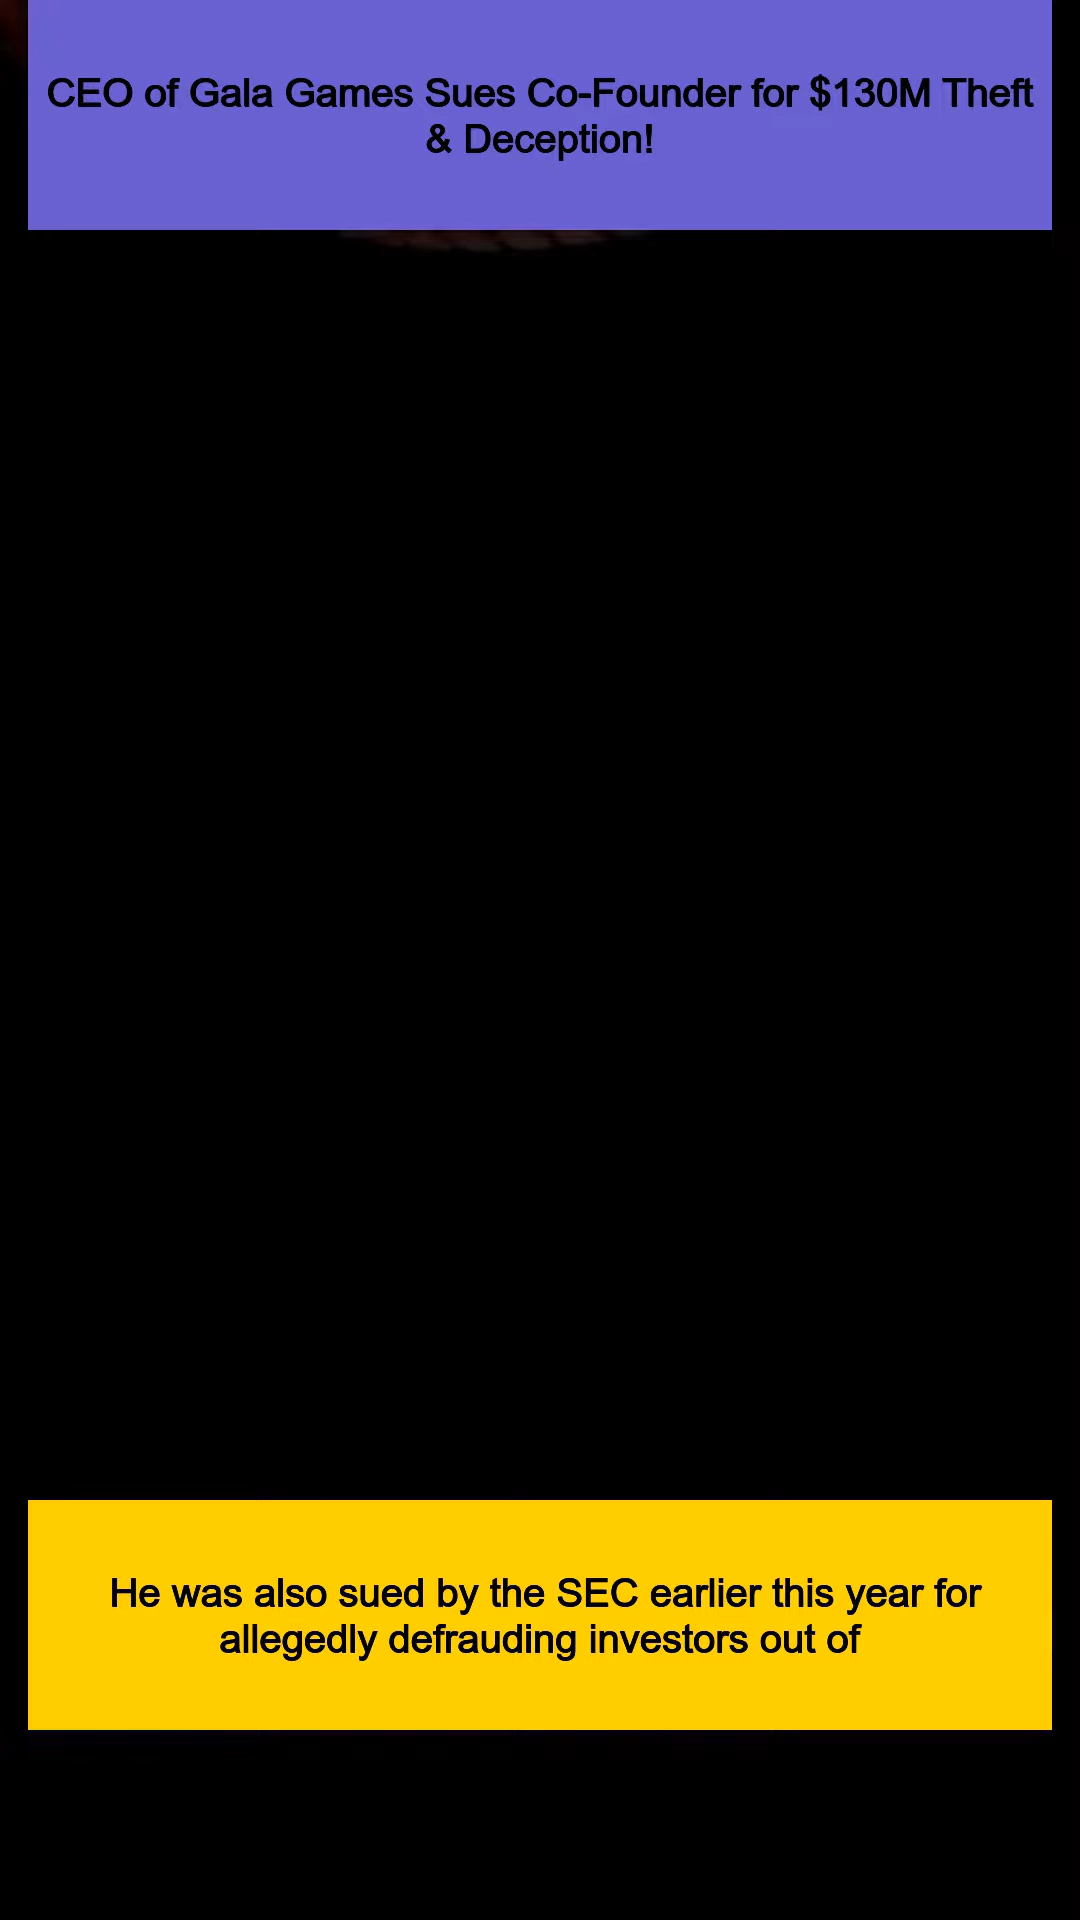 CEO of Gala Games Sues Co-Founder for $130M Theft
& Deception!
He was also sued by the SEC earlier this year for
allegedly defrauding investors out of